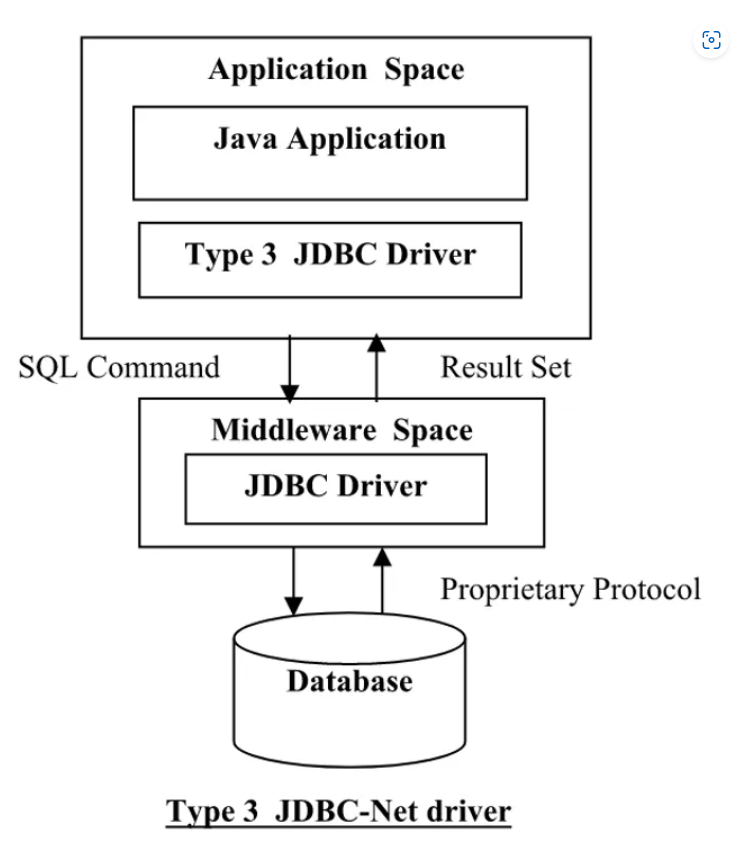 Application Space
Java Application
Type 3 JDBC Driver
SQL Command
Result Set
Middleware Space
JDBC Driver
Proprietary Protocol
Database
Type 3 JDBC-Net driver